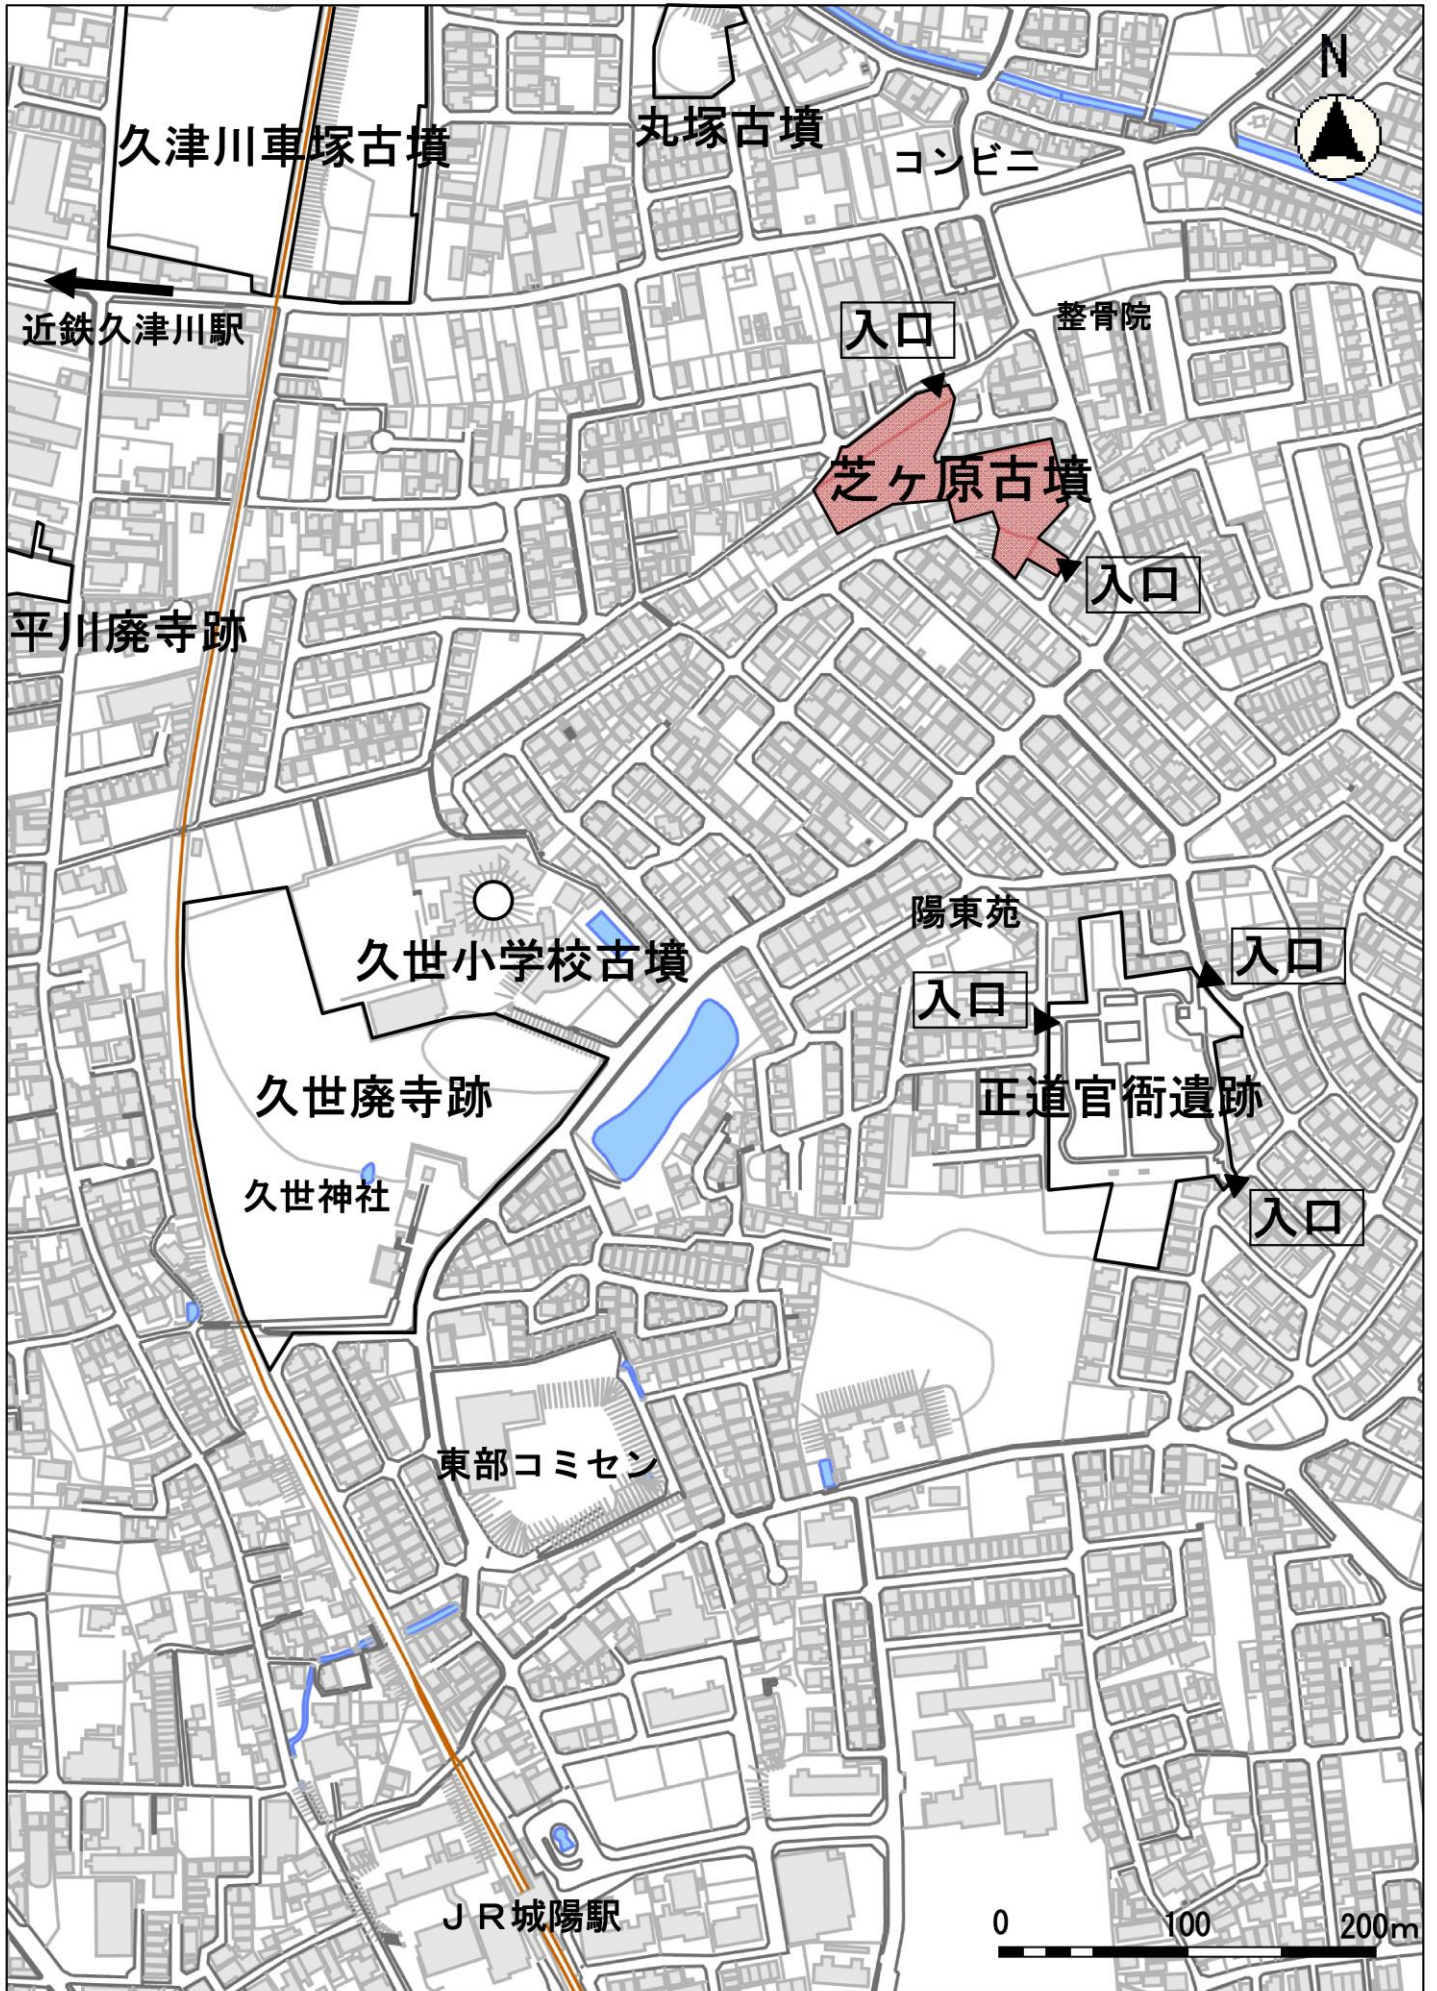 N
久津川車塚古墳
丸塚古墳
コンビニ
近鉄久津川駅
入口
整骨院
芝ヶ原古墳
入口
平川廃寺跡
陽東苑
久世小学校古墳
入口
入口
久世廃寺跡
正道官衙遺跡
久世神社
入口
東部コミセン
JR城陽駅
0 100 200m